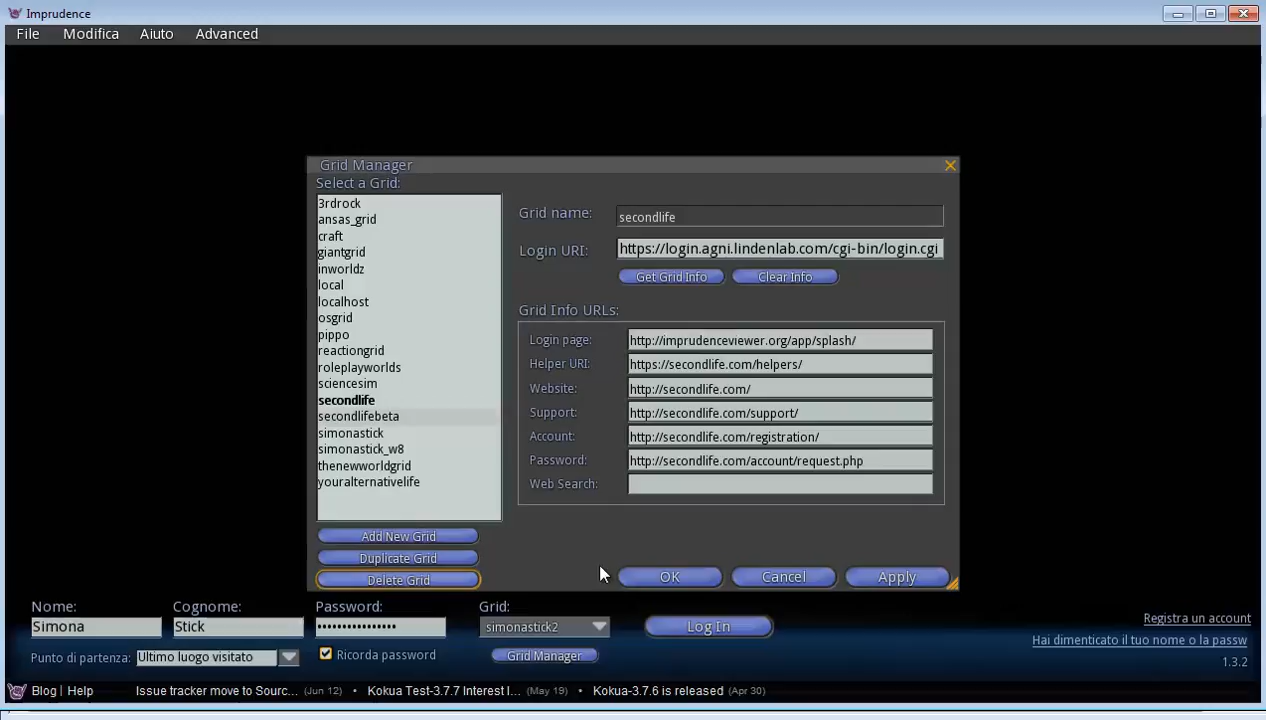 Imprudence
File Modifica Aiuto Advanced
Grid Manager
Select a Grid:
3rdrock
ansas_grid
craft
giantgrid
inworldz
local
localhost
osgrid
pippo
reactiongrid
roleplayworlds
sciencesim
secondlife
secondlifebeta
simonastick
simonastick_w8
thenewworldgrid
youralternativelife
Add New Grid
Duplicate Grid
Delete Grid
Grid name: secondlife
Login URI: https://login.agni.lindenlab.com/cgi-bin/login.cgi
Get Grid Info Clear Info
Grid Info URLs:
Login page: http://imprudenceviewer.org/app/splash/
Helper URI: https://secondlife.com/helpers/
Website: http://secondlife.com/
Support: http://secondlife.com/support/
Account: http://secondlife.com/registration/
Password: http://secondlife.com/account/request.php
Web Search:
OK Cancel Apply
Nome: Cognome: Password: Grid:
Simona Stick •••••••••••••••• simonastick2 Log In
Registra un account
Punto di partenza: Ultimo luogo visitato Ricorda password Grid Manager
Hai dimenticato il tuo nome o la passw
1.3.2
Blog | Help Issue tracker move to Sourc... (Jun 12) • Kokua Test-3.7.7 Interest I... (May 19) • Kokua-3.7.6 is released (Apr 30)